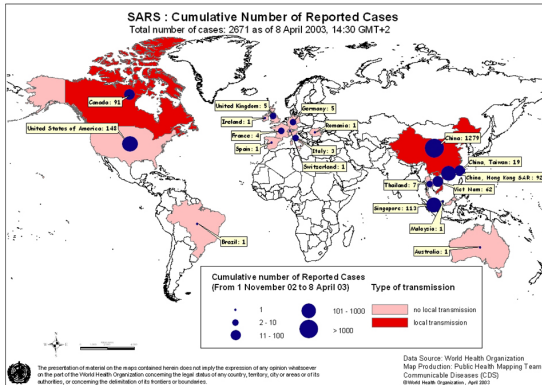 SARS : Cumulative Number of Reported Cases
Total number of cases: 2671 as of 8 April 2003, 14:30 GMT+2
Canada: 91
United States of America: 148
United Kingdom: 5
Ireland: 1
France: 4
Spain: 1
Germany: 5
Romania: 1
Italy: 3
Switzerland: 1
China: 1279
China, Taiwan: 19
China, Hong Kong SAR: 92
Viet Nam: 62
Thailand: 7
Singapore: 113
Malaysia: 1
Brazil: 1
Australia: 1
Cumulative number of Reported Cases
(From 1 November 02 to 8 April 03)
1
2 - 10
11 - 100
101 - 1000
>1000
Type of transmission
no local transmission
local transmission
The presentation of material on the maps contained herein does not imply the expression of any opinion whatsoever
on the part of the World Health Organization concerning the legal status of any country, territory, city or areas or of its
authorities, or concerning the delimitation of its frontiers or boundaries.
Data Source: World Health Organization
Map Production: Public Health Mapping Team
Communicable Diseases (CDS)
©World Health Organization, April 2003